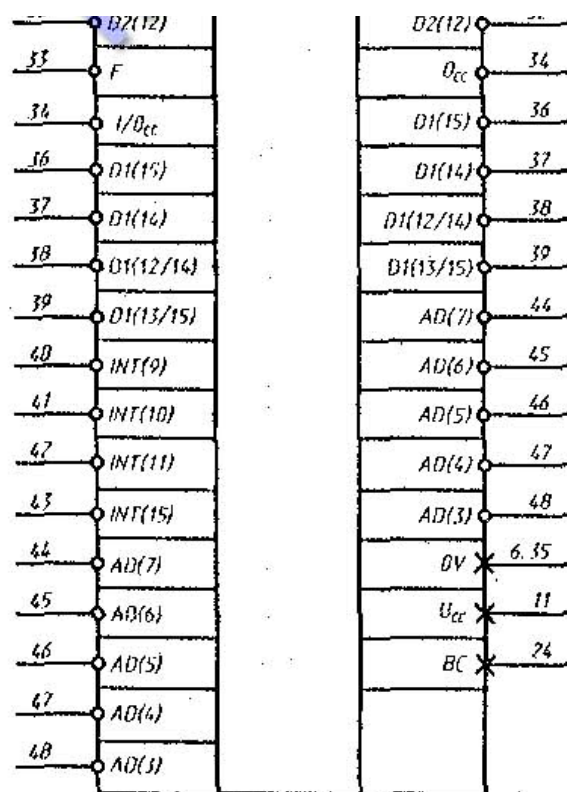 D2(12) D2(12)
33 F 0cc 34
34 I/0cc D1(15) 36
36 D1(15) D1(14) 37
37 D1(14) D1(12/14) 38
38 D1(12/14) D1(13/15) 39
39 D1(13/15) AD(7) 44
40 INT(9) AD(6) 45
41 INT(10) AD(5) 46
42 INT(11) AD(4) 47
43 INT(15) AD(3) 48
44 AD(7) 0V 6.35
45 AD(6) Ucc 11
46 AD(5) BC 24
47 AD(4)
48 AD(3)